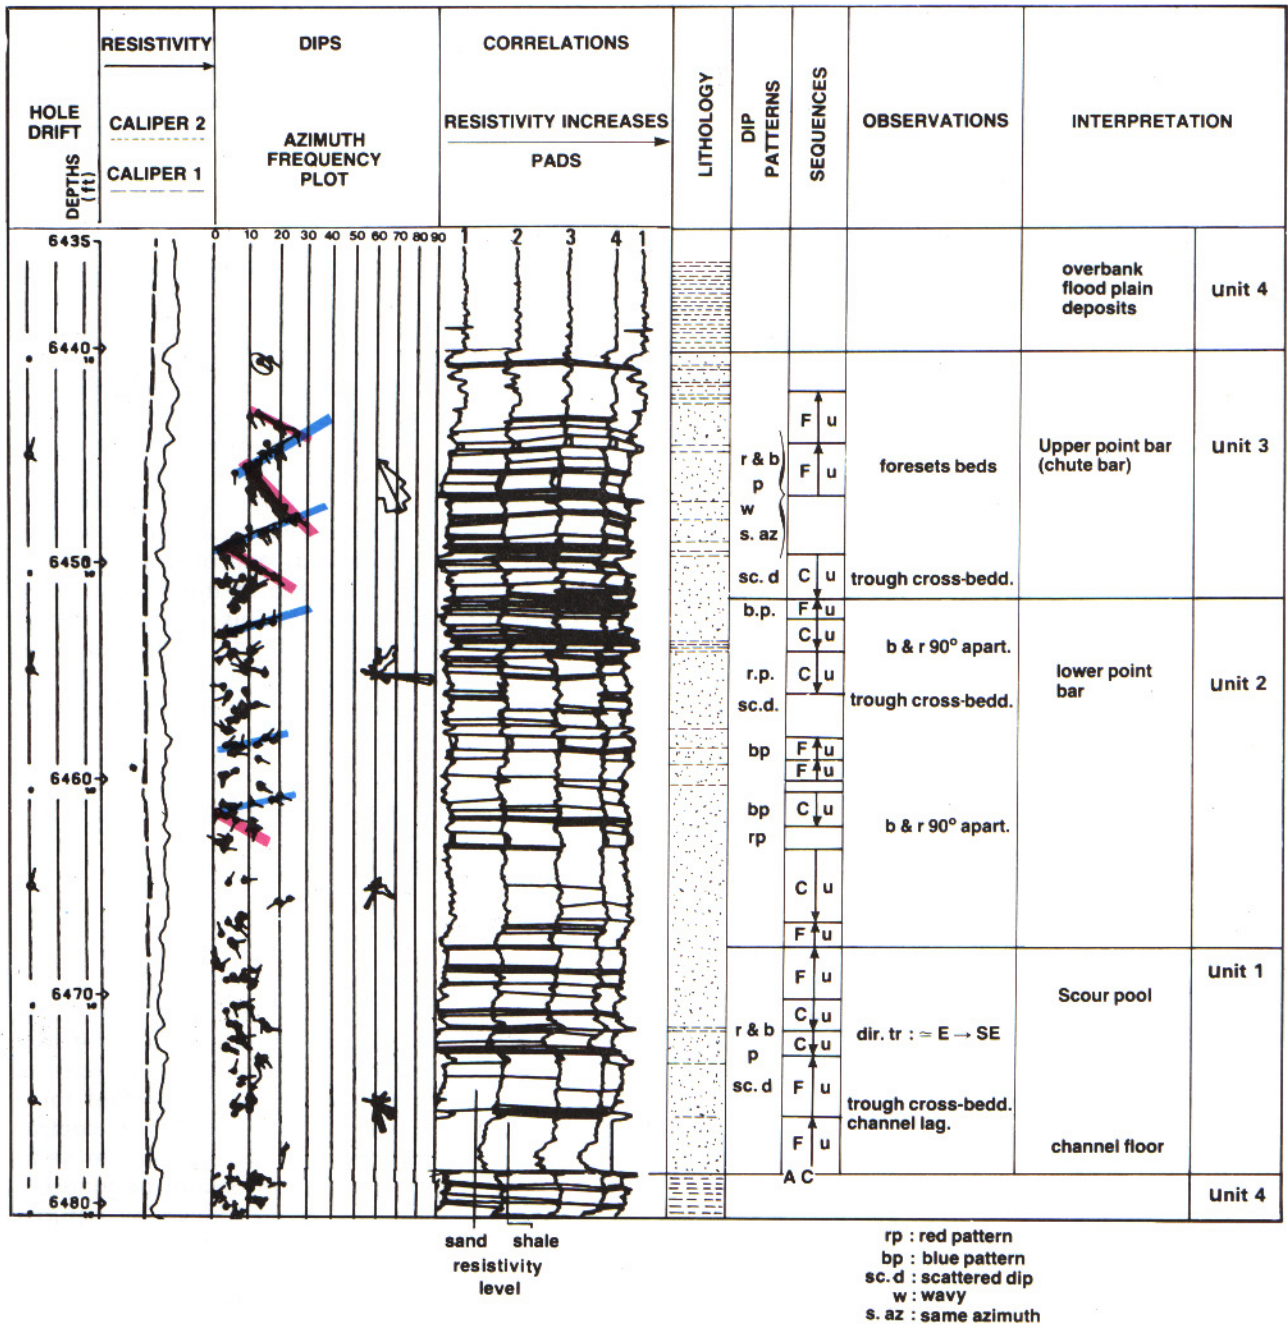 HOLE
DRIFT
DEPTHS
(ft)
RESISTIVITY
CALIPER 2
CALIPER 1
DIPS
AZIMUTH
FREQUENCY
PLOT
CORRELATIONS
RESISTIVITY INCREASES
PADS
LITHOLOGY
DIP
PATTERNS
SEQUENCES
OBSERVATIONS
INTERPRETATION
0 10 20 30 40 50 60 70 80 90
1 2 3 4 1
6435
6440
6450
6460
6470
6480
overbank
flood plain
deposits
Unit 4
F u
F u
r & b
p
w
s. az
foresets beds
Upper point bar
(chute bar)
Unit 3
sc. d
C u
trough cross-bedd.
b.p.
F u
C u
b & r 90° apart.
r.p.
C u
sc.d.
trough cross-bedd.
lower point
bar
Unit 2
bp
F u
F u
bp
C u
rp
b & r 90° apart.
C u
F u
F u
C u
C u
r & b
p
dir. tr : ≃ E → SE
Scour pool
Unit 1
sc. d
F u
trough cross-bedd.
channel lag.
F u
channel floor
A C
Unit 4
sand shale
resistivity
level
rp : red pattern
bp : blue pattern
sc. d : scattered dip
w : wavy
s. az : same azimuth